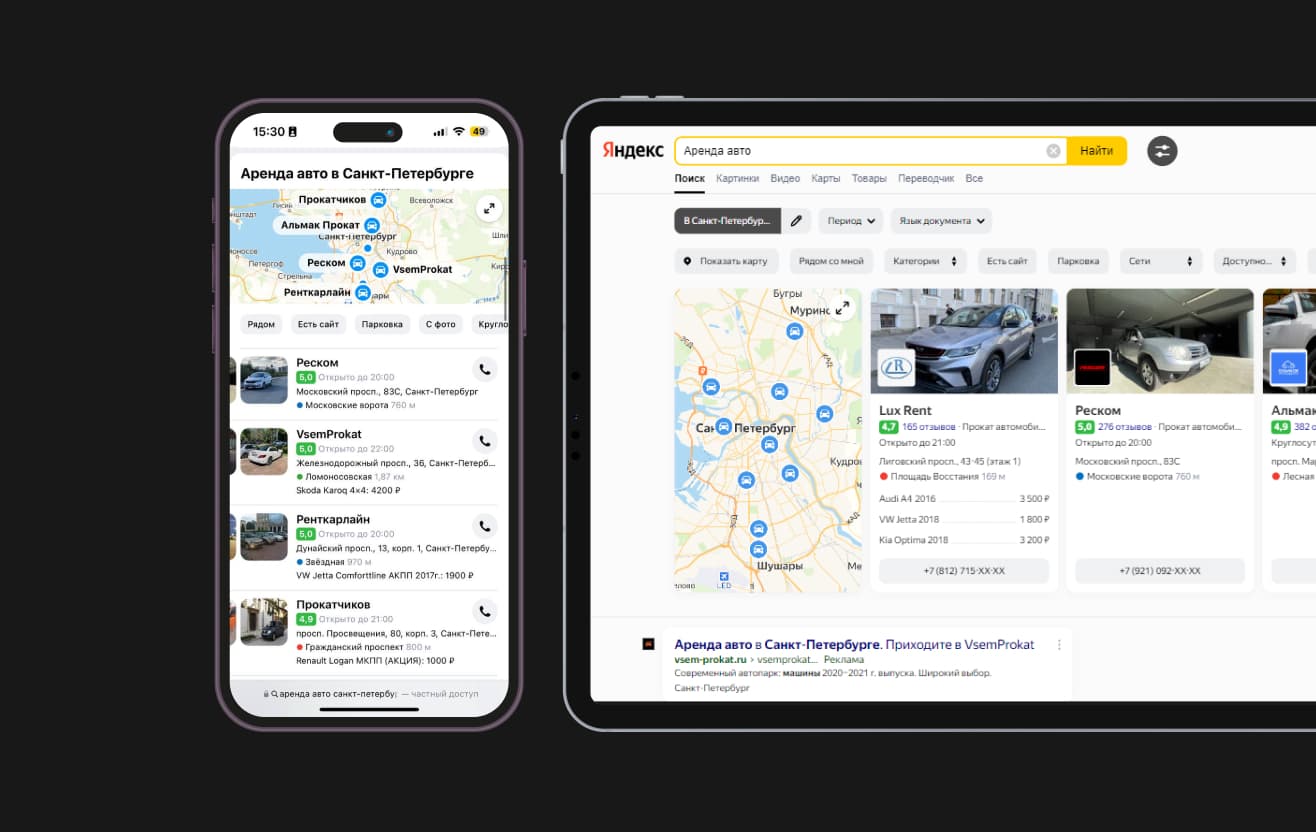 15:30
49
Аренда авто в Санкт-Петербурге
Прокатчиков
Всеволожск
Лисий
нштадт
Альмак Прокат
Санкт-Петербург
Шли
моносов
Кудрово
Петергоф
Реском
VsemProkat
Стрельна
Кирс
Ренткарлайн
ары
Рядом
Есть сайт
Парковка
С фото
Кругло
Реском
5,0 Открыто до 20:00
Московский просп., 83С, Санкт-Петербург
Московские ворота 760 м
VsemProkat
5,0 Открыто до 22:00
Железнодорожный просп., 36, Санкт-Петерб...
Ломоносовская 1,87 км
Skoda Karoq 4×4: 4200 ₽
Ренткарлайн
5,0 Открыто до 20:00
Дунайский просп., 13, корп. 1, Санкт-Петербу...
Звёздная 970 м
VW Jetta Comforttline АКПП 2017г.: 1900 ₽
Прокатчиков
4,9 Открыто до 21:00
просп. Просвещения, 80, корп. 3, Санкт-Пете...
Гражданский проспект 800 м
Renault Logan МКПП (АКЦИЯ): 1000 ₽
аренда авто санкт-петербу — частный доступ
Яндекс
Аренда авто
Найти
Поиск Картинки Видео Карты Товары Переводчик Все
В Санкт-Петербур...
Период
Язык документа
Показать карту
Рядом со мной
Категории
Есть сайт
Парковка
Сети
Доступно...
Бугры
Мурино
КАД
Санкт-Петербург
Кудро
КАД
Шушары
Ме
LED
Lux Rent
4,7 165 отзывов · Прокат автомоби...
Открыто до 21:00
Лиговский просп., 43-45 (этаж 1)
Площадь Восстания 169 м
Audi A4 2016 3 500 ₽
VW Jetta 2018 1 800 ₽
Kia Optima 2018 3 200 ₽
+7 (812) 715-XX-XX
Реском
5,0 276 отзывов · Прокат автомоби...
Открыто до 20:00
Московский просп., 83С
Московские ворота 760 м
+7 (921) 092-XX-XX
Альмак
4,9 382 о
Круглосут
просп. Мар
Лесная
Аренда авто в Санкт-Петербурге. Приходите в VsemProkat
vsem-prokat.ru › vsemprokat... Реклама
Современный автопарк: машины 2020–2021 г. выпуска. Широкий выбор.
Санкт-Петербург